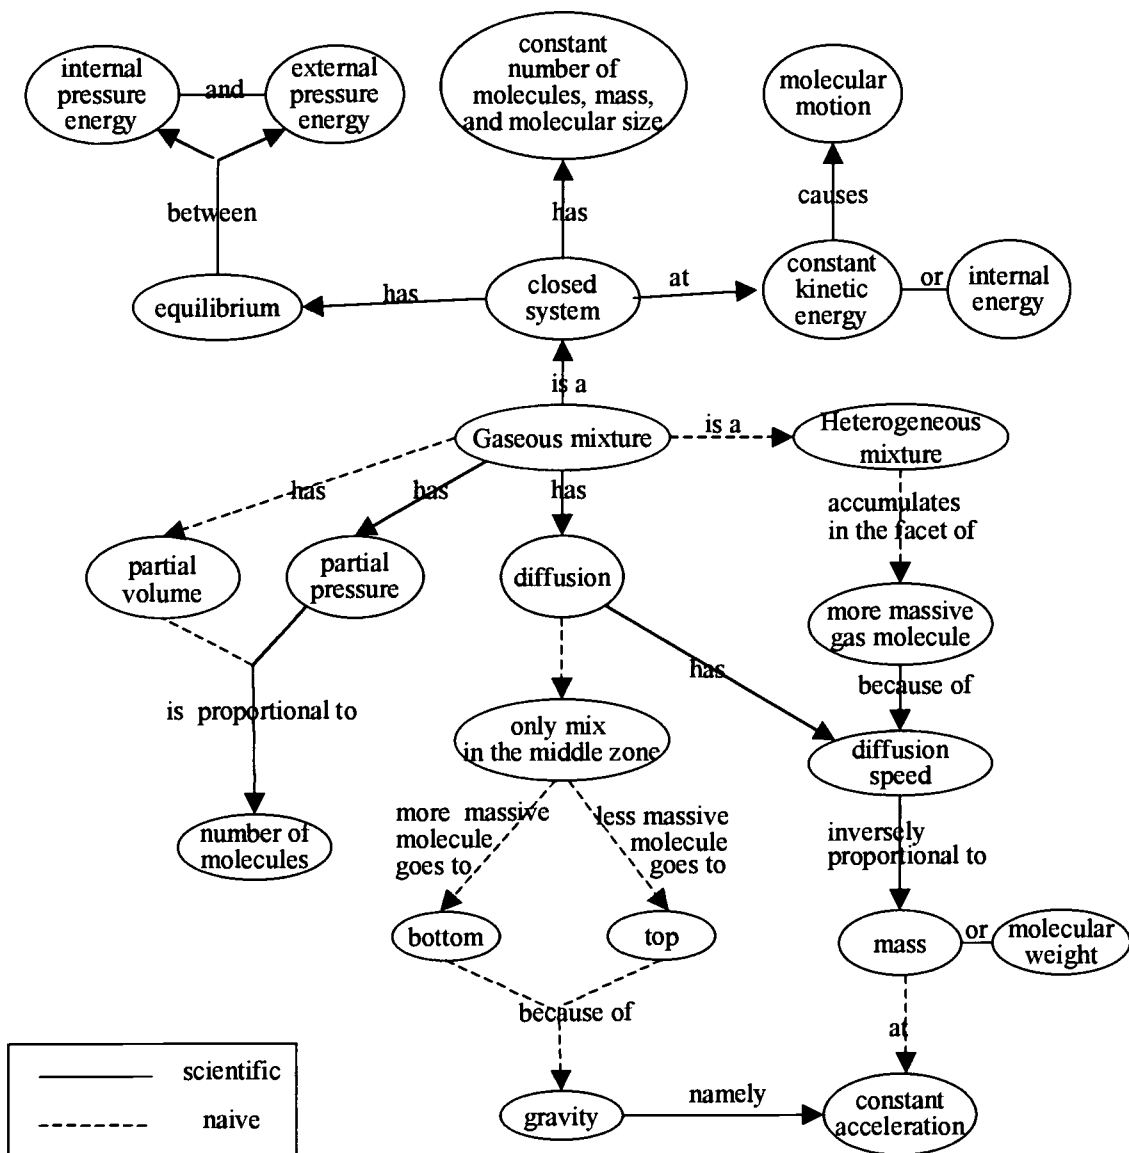 internal
pressure
energy
and
external
pressure
energy
constant
number of
molecules, mass,
and molecular size
molecular
motion
between
has
causes
equilibrium
has
closed
system
at
constant
kinetic
energy
or
internal
energy
is a
Gaseous mixture
is a
Heterogeneous
mixture
has
has
has
accumulates
in the facet of
partial
volume
partial
pressure
diffusion
more massive
gas molecule
has
because of
is proportional to
only mix
in the middle zone
diffusion
speed
more massive
molecule
goes to
less massive
molecule
goes to
inversely
proportional to
number of
molecules
bottom
top
mass
or
molecular
weight
because of
at
scientific
naive
gravity
namely
constant
acceleration